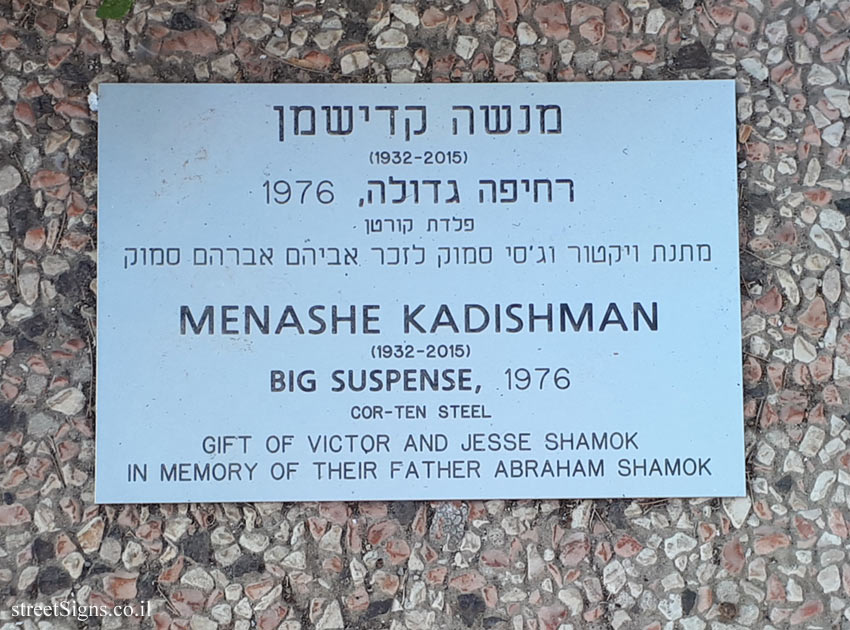 מנשה קדישמן
(1932-2015)
רחיפה גדולה, 1976
פלדת קורטן
מתנת ויקטור וג'סי סמוק לזכר אביהם אברהם סמוק
MENASHE KADISHMAN
(1932-2015)
BIG SUSPENSE, 1976
COR-TEN STEEL
GIFT OF VICTOR AND JESSE SHAMOK
IN MEMORY OF THEIR FATHER ABRAHAM SHAMOK
streetSigns.co.il